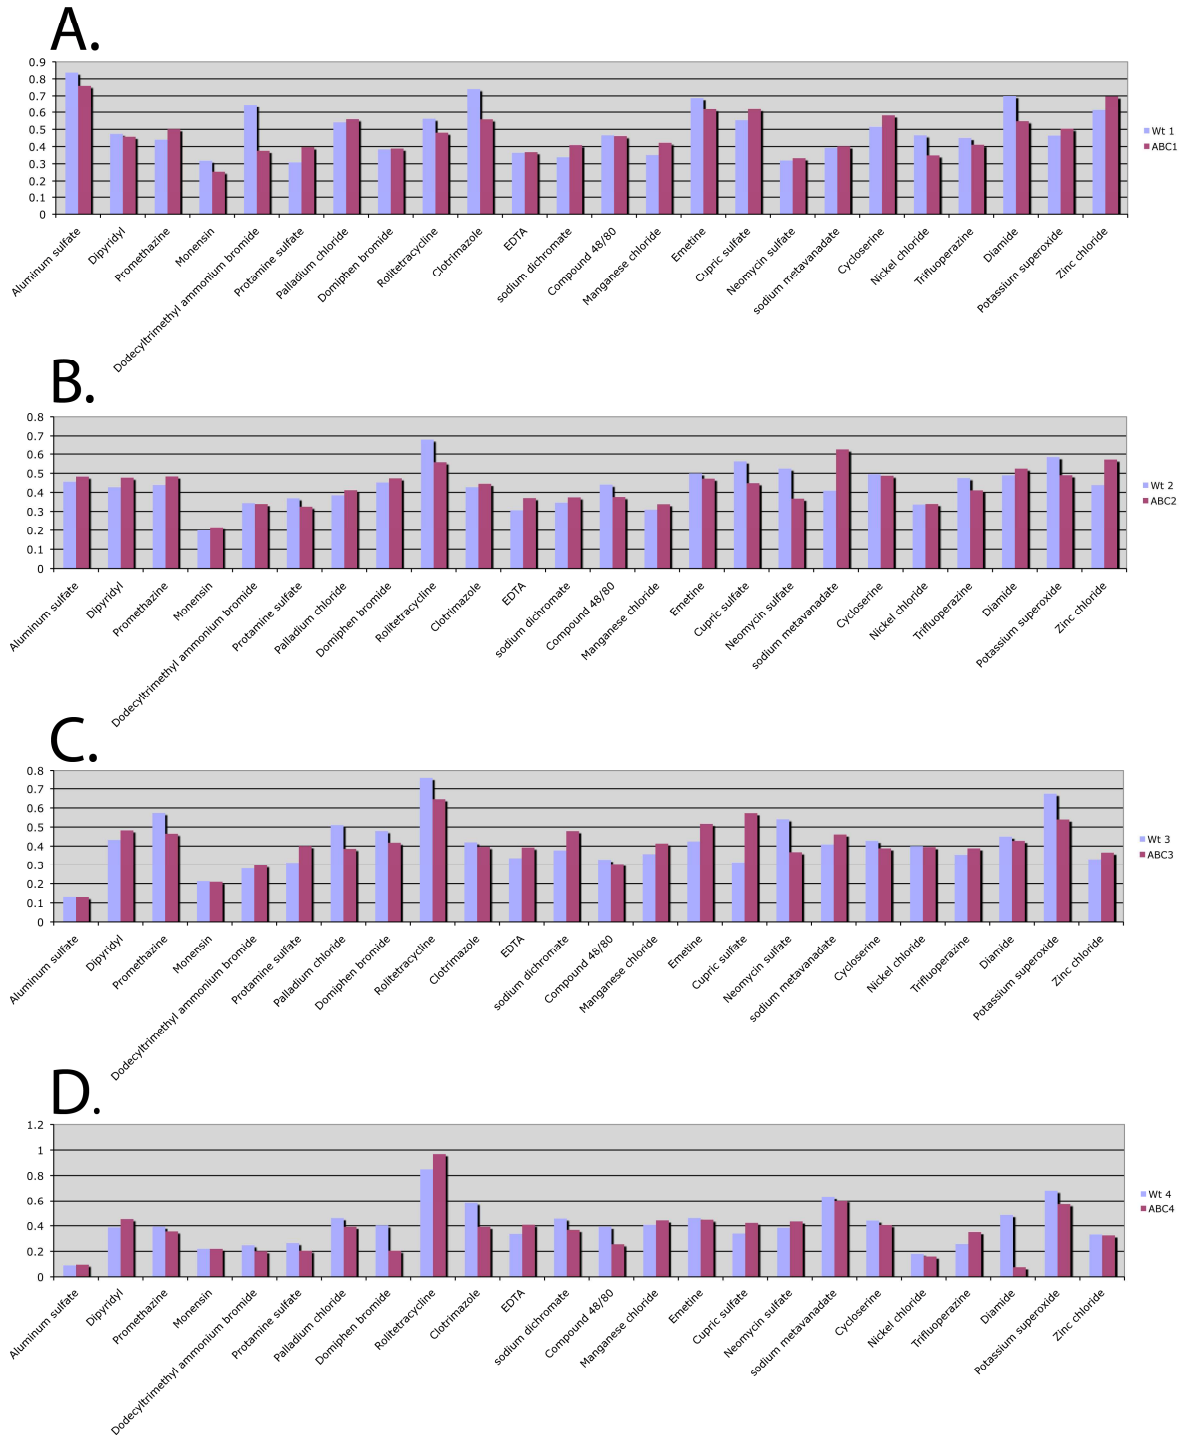 A.
0.9
0.8
0.7
0.6
0.5
0.4
0.3
0.2
0.1
0
Wt 1
ABC1
Aluminum sulfate
Dipyridyl
Promethazine
Monensin
Dodecyltrimethyl ammonium bromide
Protamine sulfate
Palladium chloride
Domiphen bromide
Rolitetracycline
Clotrimazole
EDTA
sodium dichromate
Compound 48/80
Manganese chloride
Emetine
Cupric sulfate
Neomycin sulfate
sodium metavanadate
Cycloserine
Nickel chloride
Trifluoperazine
Diamide
Potassium superoxide
Zinc chloride
B.
0.8
0.7
0.6
0.5
0.4
0.3
0.2
0.1
0
Wt 2
ABC2
Aluminum sulfate
Dipyridyl
Promethazine
Monensin
Dodecyltrimethyl ammonium bromide
Protamine sulfate
Palladium chloride
Domiphen bromide
Rolitetracycline
Clotrimazole
EDTA
sodium dichromate
Compound 48/80
Manganese chloride
Emetine
Cupric sulfate
Neomycin sulfate
sodium metavanadate
Cycloserine
Nickel chloride
Trifluoperazine
Diamide
Potassium superoxide
Zinc chloride
C.
0.8
0.7
0.6
0.5
0.4
0.3
0.2
0.1
0
Wt 3
ABC3
Aluminum sulfate
Dipyridyl
Promethazine
Monensin
Dodecyltrimethyl ammonium bromide
Protamine sulfate
Palladium chloride
Domiphen bromide
Rolitetracycline
Clotrimazole
EDTA
sodium dichromate
Compound 48/80
Manganese chloride
Emetine
Cupric sulfate
Neomycin sulfate
sodium metavanadate
Cycloserine
Nickel chloride
Trifluoperazine
Diamide
Potassium superoxide
Zinc chloride
D.
1.2
1
0.8
0.6
0.4
0.2
0
Wt 4
ABC4
Aluminum sulfate
Dipyridyl
Promethazine
Monensin
Dodecyltrimethyl ammonium bromide
Protamine sulfate
Palladium chloride
Domiphen bromide
Rolitetracycline
Clotrimazole
EDTA
sodium dichromate
Compound 48/80
Manganese chloride
Emetine
Cupric sulfate
Neomycin sulfate
sodium metavanadate
Cycloserine
Nickel chloride
Trifluoperazine
Diamide
Potassium superoxide
Zinc chloride